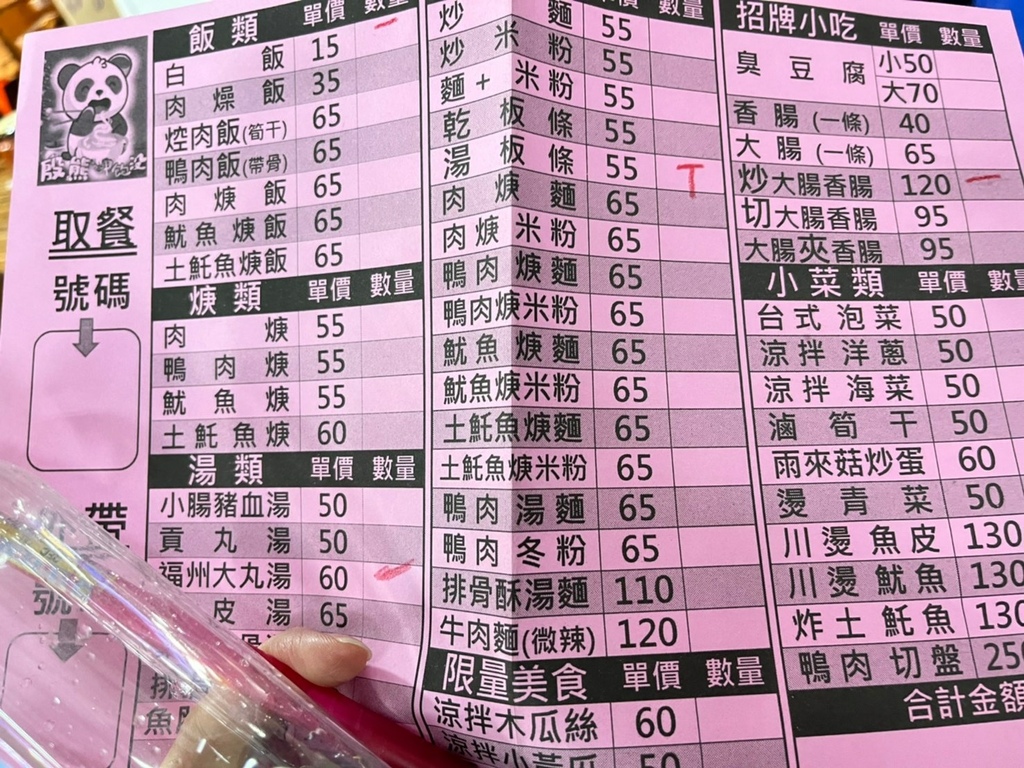 飯類 單價 數量
白飯 15
肉燥飯 35
焢肉飯(筍干) 65
鴨肉飯(帶骨) 65
肉焿飯 65
魷魚焿飯 65
土魠魚焿飯 65
焿類 單價 數量
肉焿 55
鴨肉焿 55
魷魚焿 55
土魠魚焿 60
湯類 單價 數量
小腸豬血湯 50
貢丸湯 50
福州大丸湯 60
皮湯 65
取餐
號碼
帶
號
數量
炒麵 55
炒米粉 55
麵+米粉 55
乾板條 55
湯板條 55
肉焿麵 65 T
肉焿米粉 65
鴨肉焿麵 65
鴨肉焿米粉 65
魷魚焿麵 65
魷魚焿米粉 65
土魠魚焿麵 65
土魠魚焿米粉 65
鴨肉湯麵 65
鴨肉冬粉 65
排骨酥湯麵 110
牛肉麵(微辣) 120
限量美食 單價 數量
涼拌木瓜絲 60
涼拌小黃瓜 50
招牌小吃 單價 數量
臭豆腐 小50
大70
香腸(一條) 40
大腸(一條) 65
炒大腸香腸 120
切大腸香腸 95
大腸夾香腸 95
小菜類 單價 數量
台式泡菜 50
涼拌洋蔥 50
涼拌海菜 50
滷筍干 50
雨來菇炒蛋 60
燙青菜 50
川燙魚皮 130
川燙魷魚 130
炸土魠魚 130
鴨肉切盤 250
合計金額